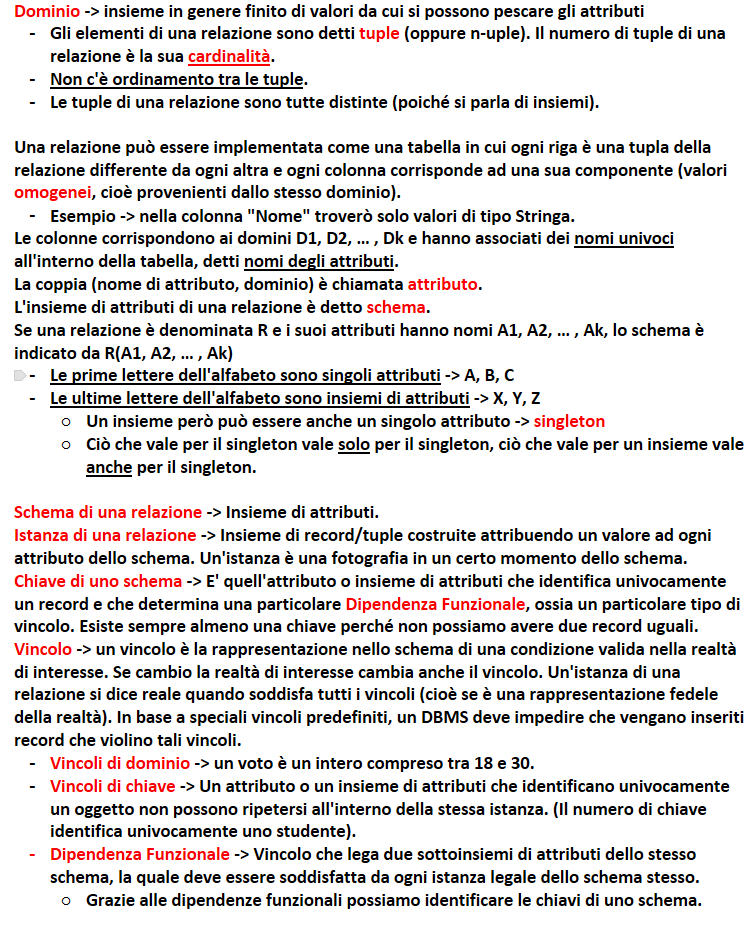 Dominio -> insieme in genere finito di valori da cui si possono pescare gli attributi
- Gli elementi di una relazione sono detti tuple (oppure n-uple). Il numero di tuple di una
relazione è la sua cardinalità.
- Non c'è ordinamento tra le tuple.
- Le tuple di una relazione sono tutte distinte (poiché si parla di insiemi).
Una relazione può essere implementata come una tabella in cui ogni riga è una tupla della
relazione differente da ogni altra e ogni colonna corrisponde ad una sua componente (valori
omogenei, cioè provenienti dallo stesso dominio).
- Esempio -> nella colonna "Nome" troverò solo valori di tipo Stringa.
Le colonne corrispondono ai domini D1, D2, ... , Dk e hanno associati dei nomi univoci
all'interno della tabella, detti nomi degli attributi.
La coppia (nome di attributo, dominio) è chiamata attributo.
L'insieme di attributi di una relazione è detto schema.
Se una relazione è denominata R e i suoi attributi hanno nomi A1, A2, ... , Ak, lo schema è
indicato da R(A1, A2, ... , Ak)
- Le prime lettere dell'alfabeto sono singoli attributi -> A, B, C
- Le ultime lettere dell'alfabeto sono insiemi di attributi -> X, Y, Z
o Un insieme però può essere anche un singolo attributo -> singleton
o Ciò che vale per il singleton vale solo per il singleton, ciò che vale per un insieme vale
anche per il singleton.
Schema di una relazione -> Insieme di attributi.
Istanza di una relazione -> Insieme di record/tuple costruite attribuendo un valore ad ogni
attributo dello schema. Un'istanza è una fotografia in un certo momento dello schema.
Chiave di uno schema -> E' quell'attributo o insieme di attributi che identifica univocamente
un record e che determina una particolare Dipendenza Funzionale, ossia un particolare tipo di
vincolo. Esiste sempre almeno una chiave perché non possiamo avere due record uguali.
Vincolo -> un vincolo è la rappresentazione nello schema di una condizione valida nella realtà
di interesse. Se cambio la realtà di interesse cambia anche il vincolo. Un'istanza di una
relazione si dice reale quando soddisfa tutti i vincoli (cioè se è una rappresentazione fedele
della realtà). In base a speciali vincoli predefiniti, un DBMS deve impedire che vengano inseriti
record che violino tali vincoli.
- Vincoli di dominio -> un voto è un intero compreso tra 18 e 30.
- Vincoli di chiave -> Un attributo o un insieme di attributi che identificano univocamente
un oggetto non possono ripetersi all'interno della stessa istanza. (Il numero di chiave
identifica univocamente uno studente).
- Dipendenza Funzionale -> Vincolo che lega due sottoinsiemi di attributi dello stesso
schema, la quale deve essere soddisfatta da ogni istanza legale dello schema stesso.
o Grazie alle dipendenze funzionali possiamo identificare le chiavi di uno schema.